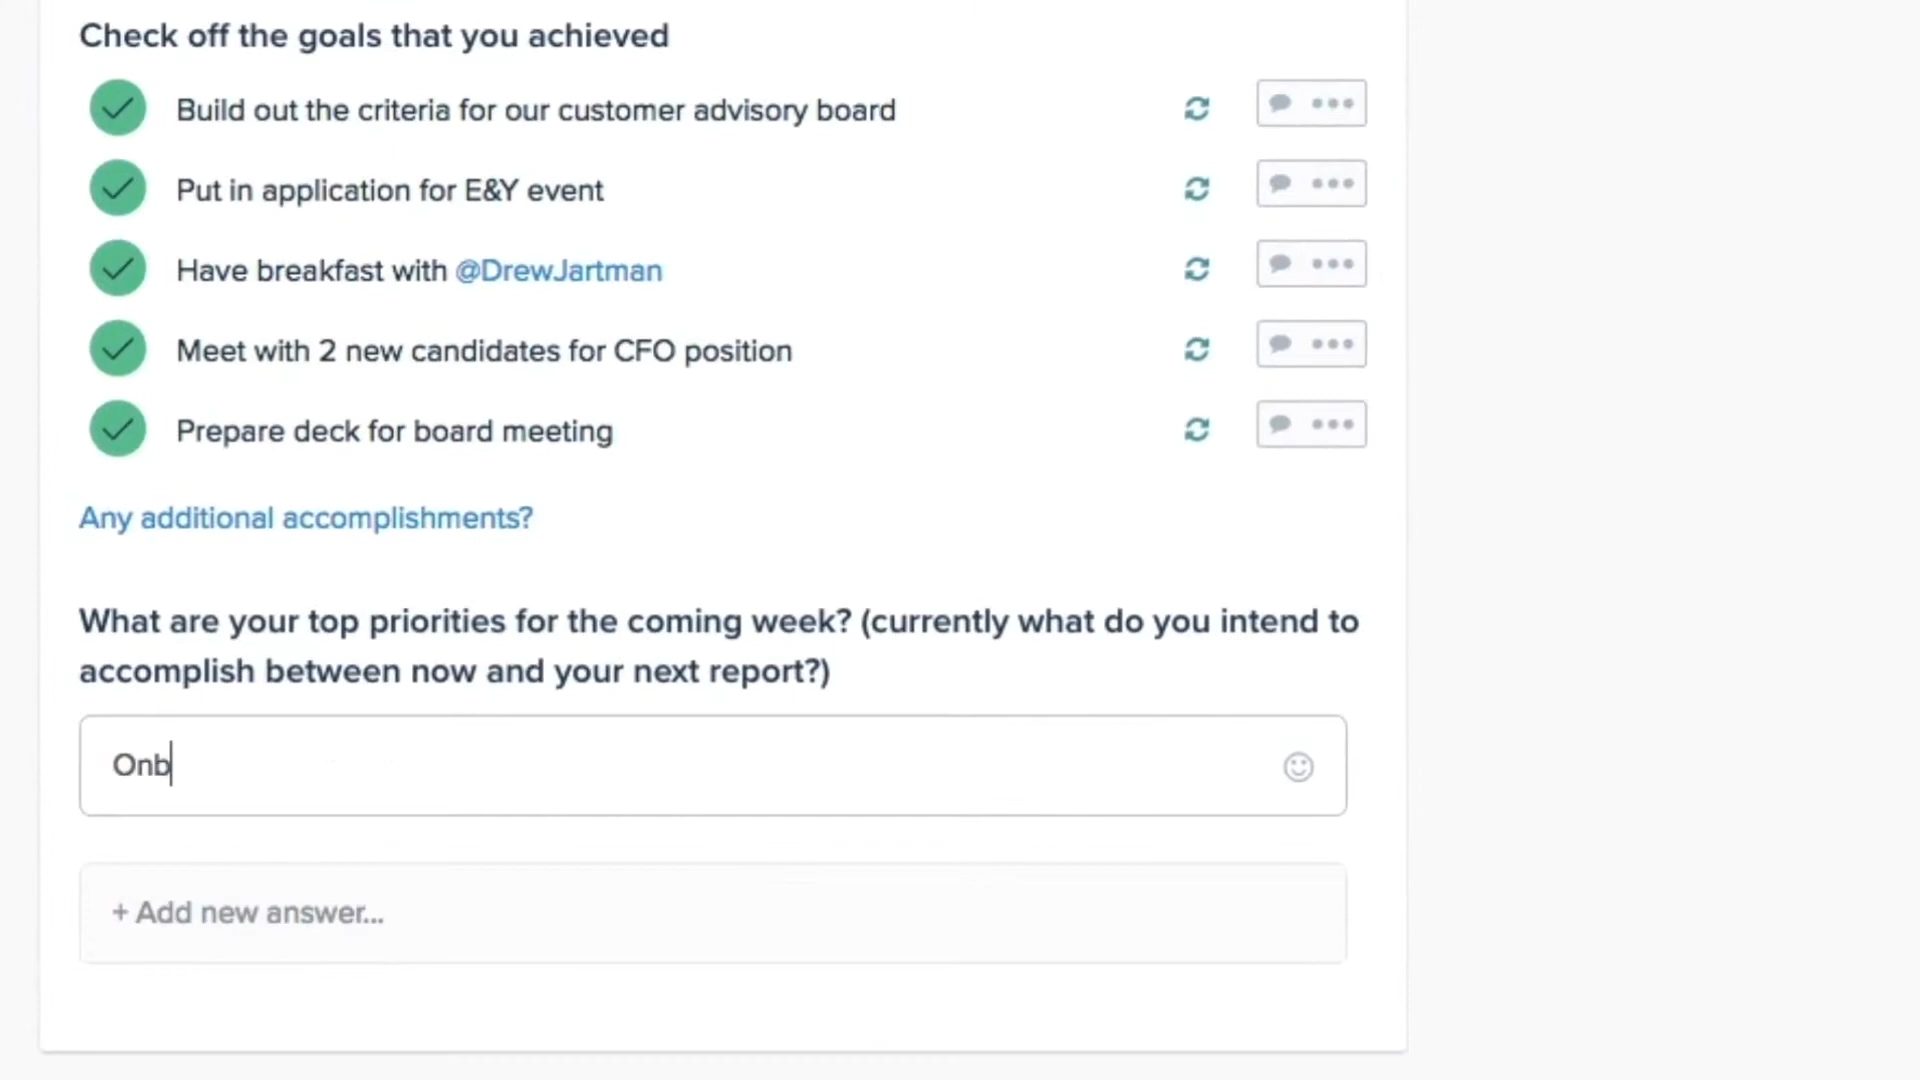 Check off the goals that you achieved
Build out the criteria for our customer advisory board
Put in application for E&Y event
Have breakfast with @DrewJartman
Meet with 2 new candidates for CFO position
Prepare deck for board meeting
Any additional accomplishments?
What are your top priorities for the coming week? (currently what do you intend to
accomplish between now and your next report?)
Onb
+ Add new answer...